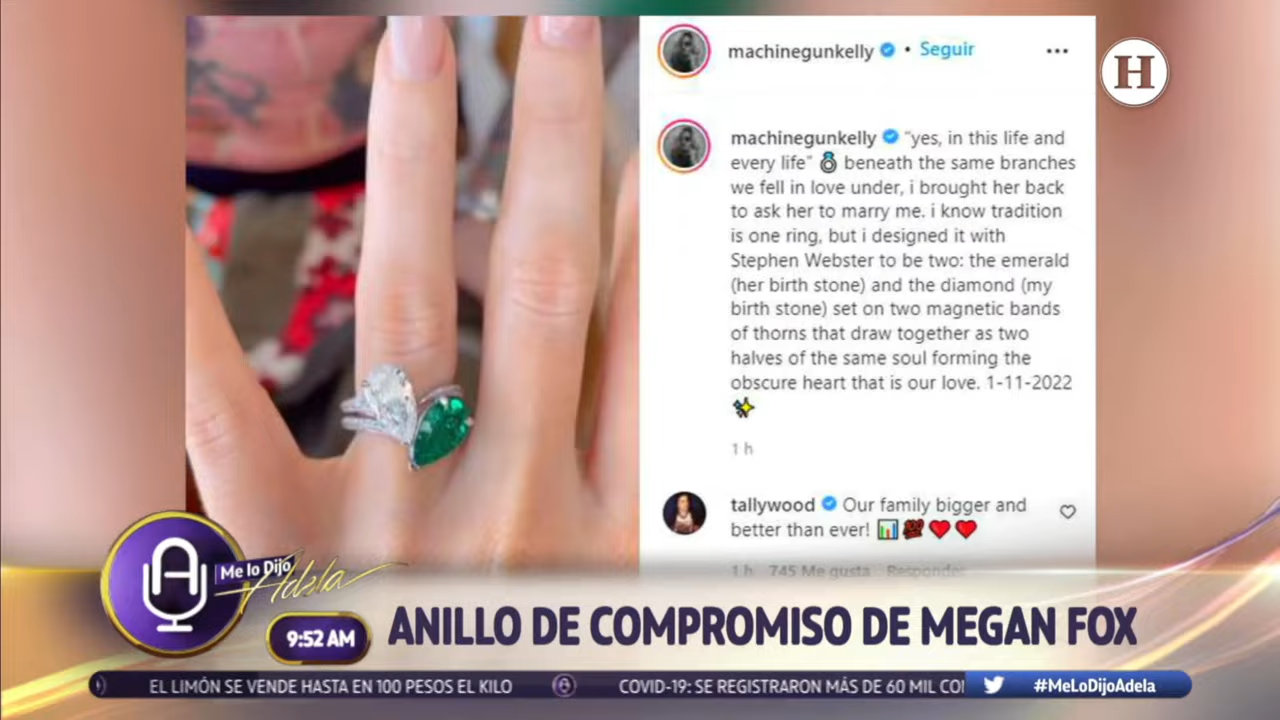 machinegunkelly • Seguir •••
H
machinegunkelly "yes, in this life and
every life" 💍 beneath the same branches
we fell in love under, i brought her back
to ask her to marry me. i know tradition
is one ring, but i designed it with
Stephen Webster to be two: the emerald
(her birth stone) and the diamond (my
birth stone) set on two magnetic bands
of thorns that draw together as two
halves of the same soul forming the
obscure heart that is our love. 1-11-2022
✨
1 h
tallywood Our family bigger and
better than ever! 📊💯❤️❤️
1 h 745 Me gusta Responder
A
Me lo Dijo
Adela
9:52 AM
ANILLO DE COMPROMISO DE MEGAN FOX
EL LIMÓN SE VENDE HASTA EN 100 PESOS EL KILO
COVID-19: SE REGISTRARON MÁS DE 60 MIL CO
#MeLoDijoAdela